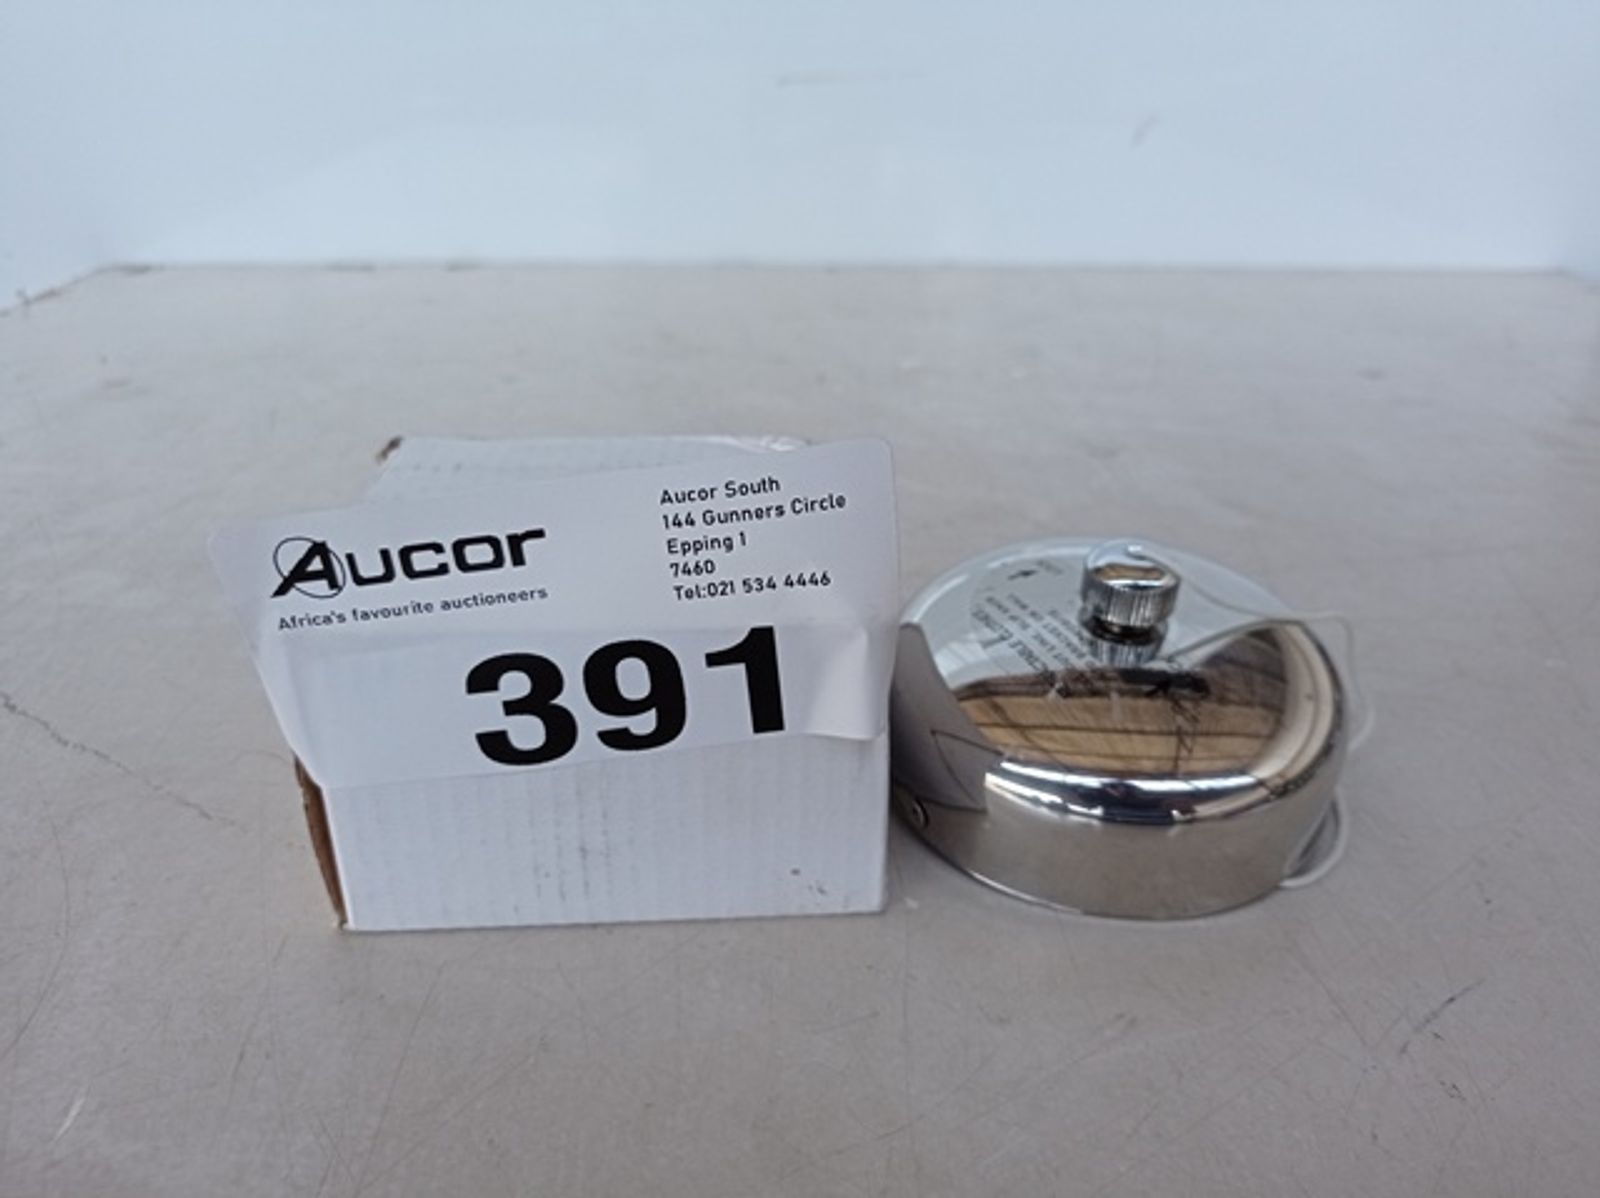 Aucor
Africa's favourite auctioneers
Aucor South
144 Gunners Circle
Epping 1
7460
Tel:021 534 4446
391